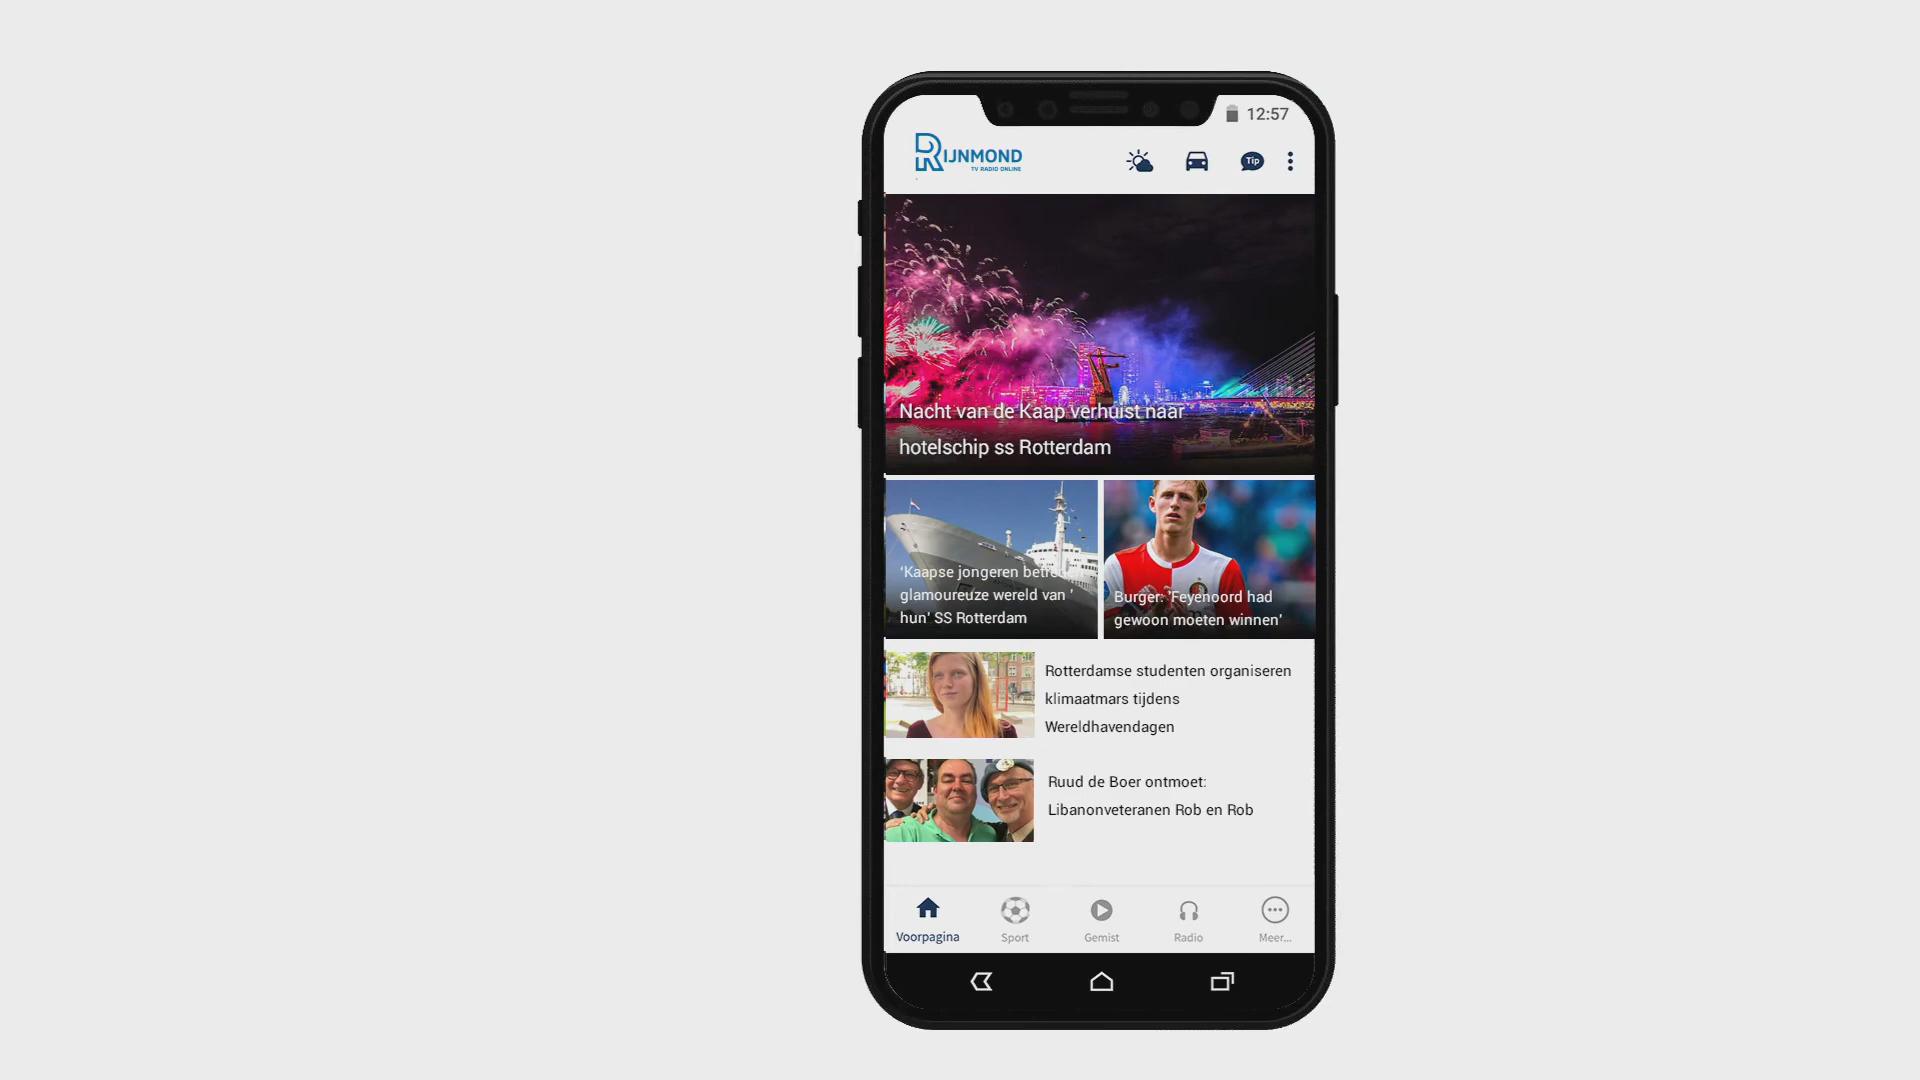 12:57
RIJNMOND
TV RADIO ONLINE
Tip
Nacht van de Kaap verhuist naar
hotelschip ss Rotterdam
‘Kaapse jongeren betreden
glamoureuze wereld van ’
hun’ SS Rotterdam
Burger: ’Feyenoord had
gewoon moeten winnen’
Rotterdamse studenten organiseren
klimaatmars tijdens
Wereldhavendagen
Ruud de Boer ontmoet:
Libanonveteranen Rob en Rob
Voorpagina
Sport
Gemist
Radio
Meer...